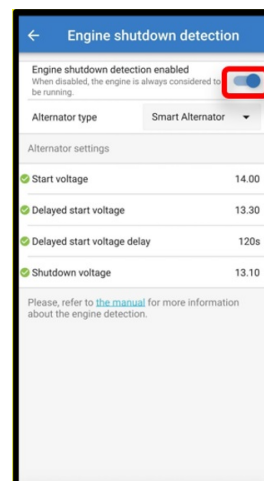 Engine shutdown detection
Engine shutdown detection enabled
When disabled, the engine is always considered to
be running.
Alternator type
Smart Alternator
Alternator settings
Start voltage 14.00
Delayed start voltage 13.30
Delayed start voltage delay 120s
Shutdown voltage 13.10
Please, refer to the manual for more information
about the engine detection.